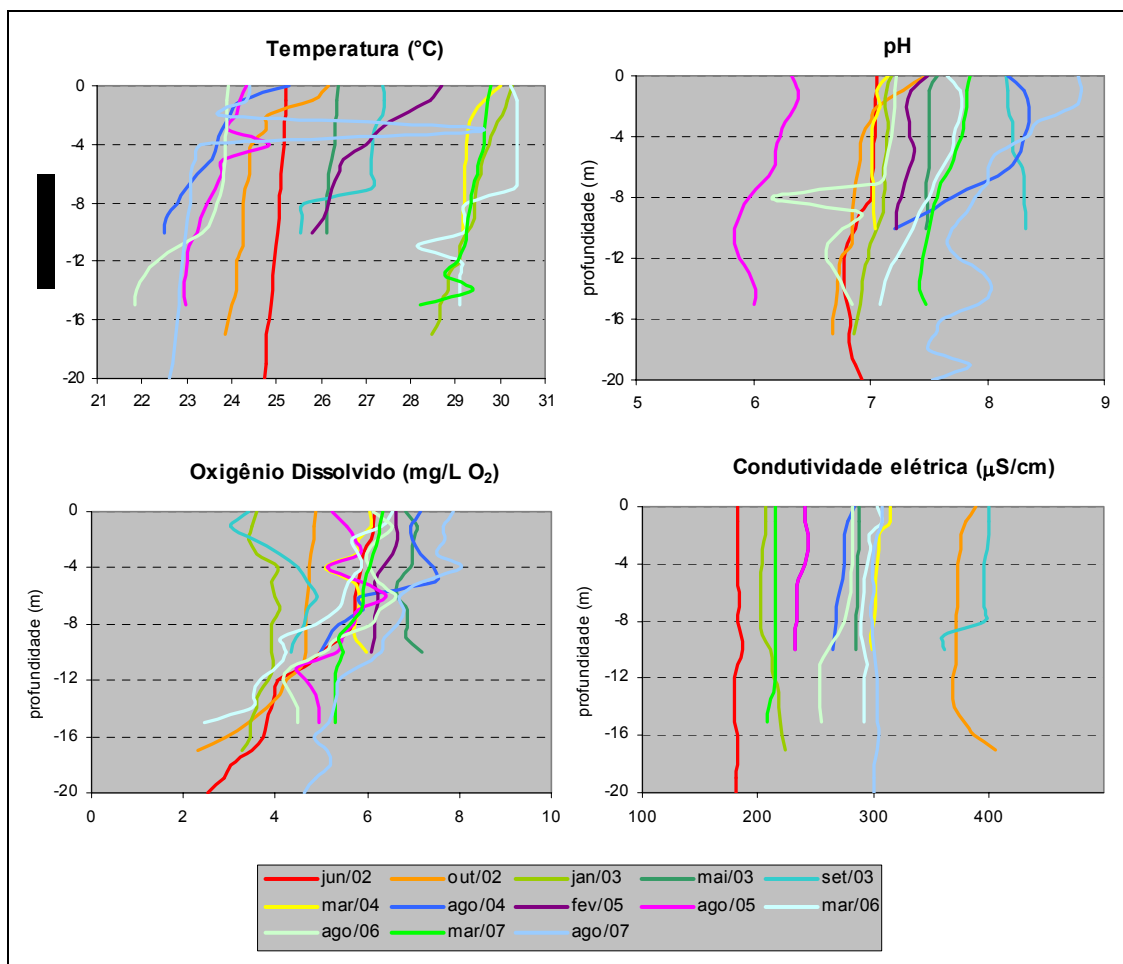 Temperatura (°C)
0
-4
-8
-12
-16
-20
21 22 23 24 25 26 27 28 29 30 31
pH
profundidade (m)
0
-4
-8
-12
-16
-20
5 6 7 8 9
Oxigênio Dissolvido (mg/L O₂)
profundidade (m)
0
-4
-8
-12
-16
-20
0 2 4 6 8 10
Condutividade elétrica (µS/cm)
profundidade (m)
0
-4
-8
-12
-16
-20
100 200 300 400
jun/02 out/02 jan/03 mai/03 set/03
mar/04 ago/04 fev/05 ago/05 mar/06
ago/06 mar/07 ago/07